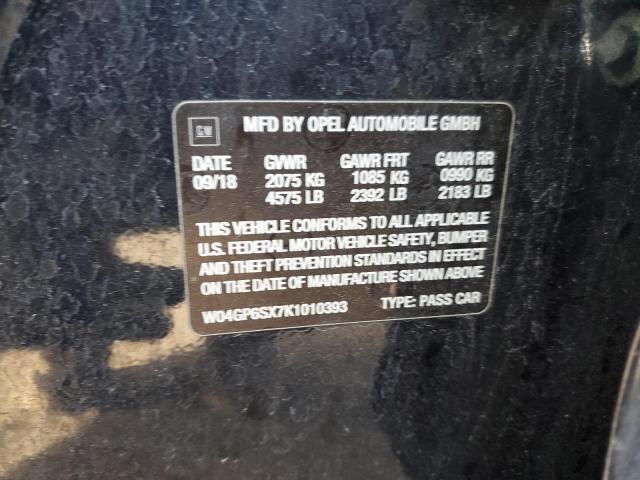 GM MFD BY OPEL AUTOMOBILE GMBH
DATE GVWR GAWR FRT GAWR RR
09/18 2075 KG 1085 KG 0990 KG
4575 LB 2392 LB 2183 LB
THIS VEHICLE CONFORMS TO ALL APPLICABLE
U.S. FEDERAL MOTOR VEHICLE SAFETY, BUMPER
AND THEFT PREVENTION STANDARDS IN EFFECT
ON THE DATE OF MANUFACTURE SHOWN ABOVE
W04GP6SX7K1010393 TYPE: PASS CAR